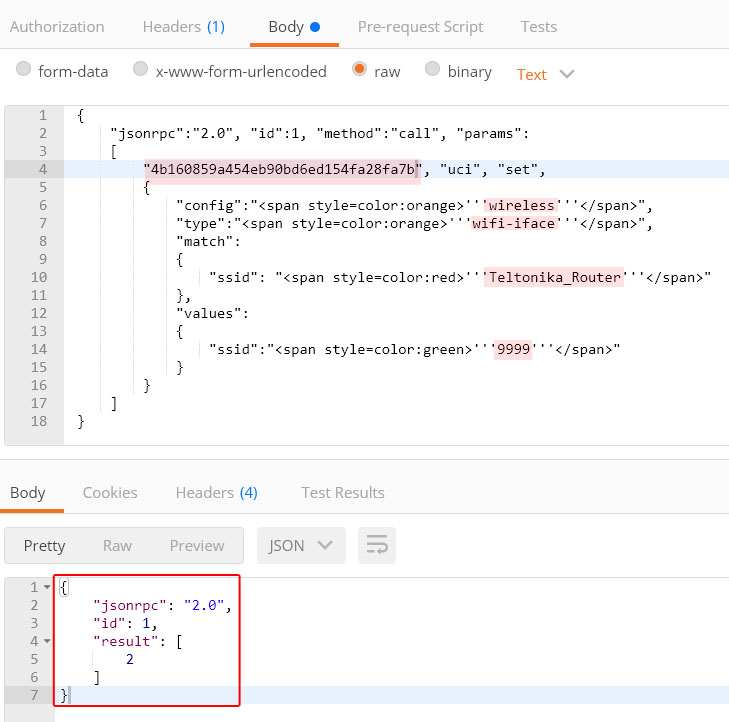 Authorization Headers (1) Body Pre-request Script Tests
form-data x-www-form-urlencoded raw binary Text
1 {
2 "jsonrpc":"2.0", "id":1, "method":"call", "params":
3 [
4 "4b160859a454eb90bd6ed154fa28fa7b", "uci", "set",
5 {
6 "config":"<span style=color:orange>'''wireless'''</span>",
7 "type":"<span style=color:orange>'''wifi-iface'''</span>",
8 "match":
9 {
10 "ssid": "<span style=color:red>'''Teltonika_Router'''</span>"
11 },
12 "values":
13 {
14 "ssid":"<span style=color:green>'''9999'''</span>"
15 }
16 }
17 ]
18 }
Body Cookies Headers (4) Test Results
Pretty Raw Preview JSON
1 {
2 "jsonrpc": "2.0",
3 "id": 1,
4 "result": [
5 2
6 ]
7 }